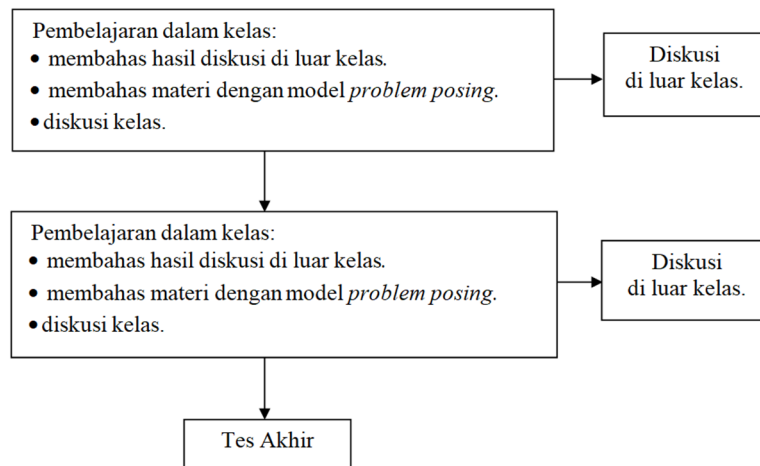 Pembelajaran dalam kelas:
• membahas hasil diskusi di luar kelas.
• membahas materi dengan model problem posing.
• diskusi kelas.
Diskusi
di luar kelas.
Pembelajaran dalam kelas:
• membahas hasil diskusi di luar kelas.
• membahas materi dengan model problem posing.
• diskusi kelas.
Diskusi
di luar kelas.
Tes Akhir